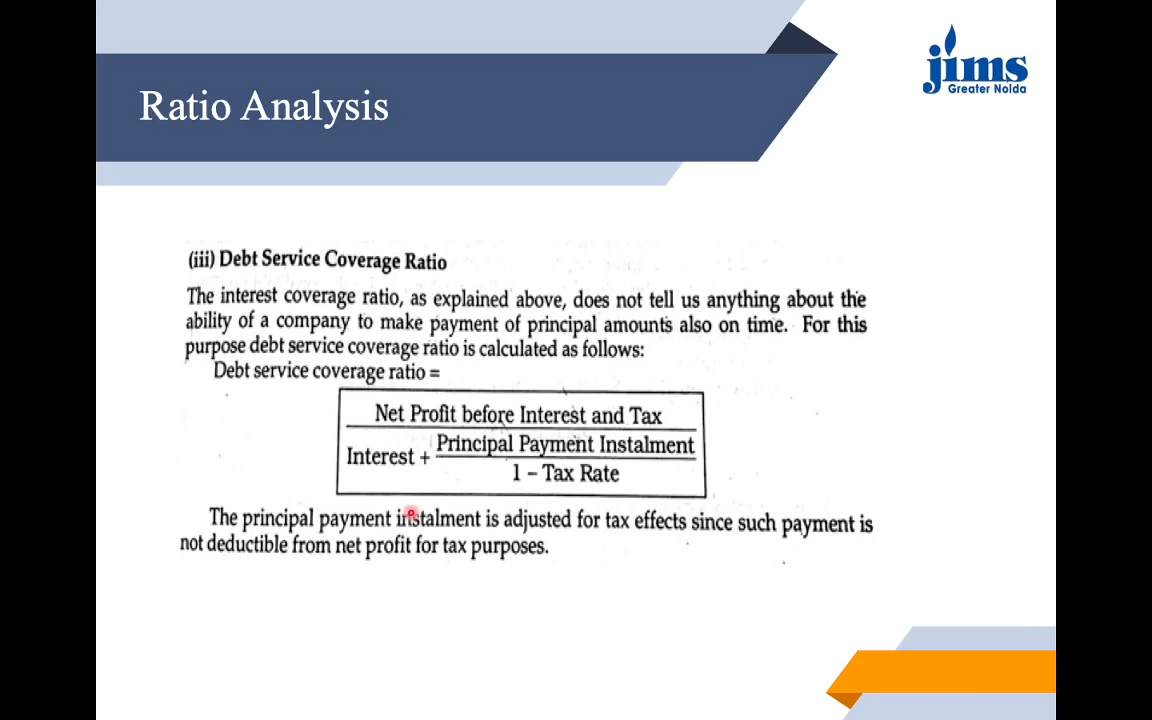 jims
Greater Noida
Ratio Analysis
(iii) Debt Service Coverage Ratio
The interest coverage ratio, as explained above, does not tell us anything about the
ability of a company to make payment of principal amounts also on time. For this
purpose debt service coverage ratio is calculated as follows:
Debt service coverage ratio =
Net Profit before Interest and Tax
Principal Payment Instalment
Interest +
1 – Tax Rate
The principal payment instalment is adjusted for tax effects since such payment is
not deductible from net profit for tax purposes.